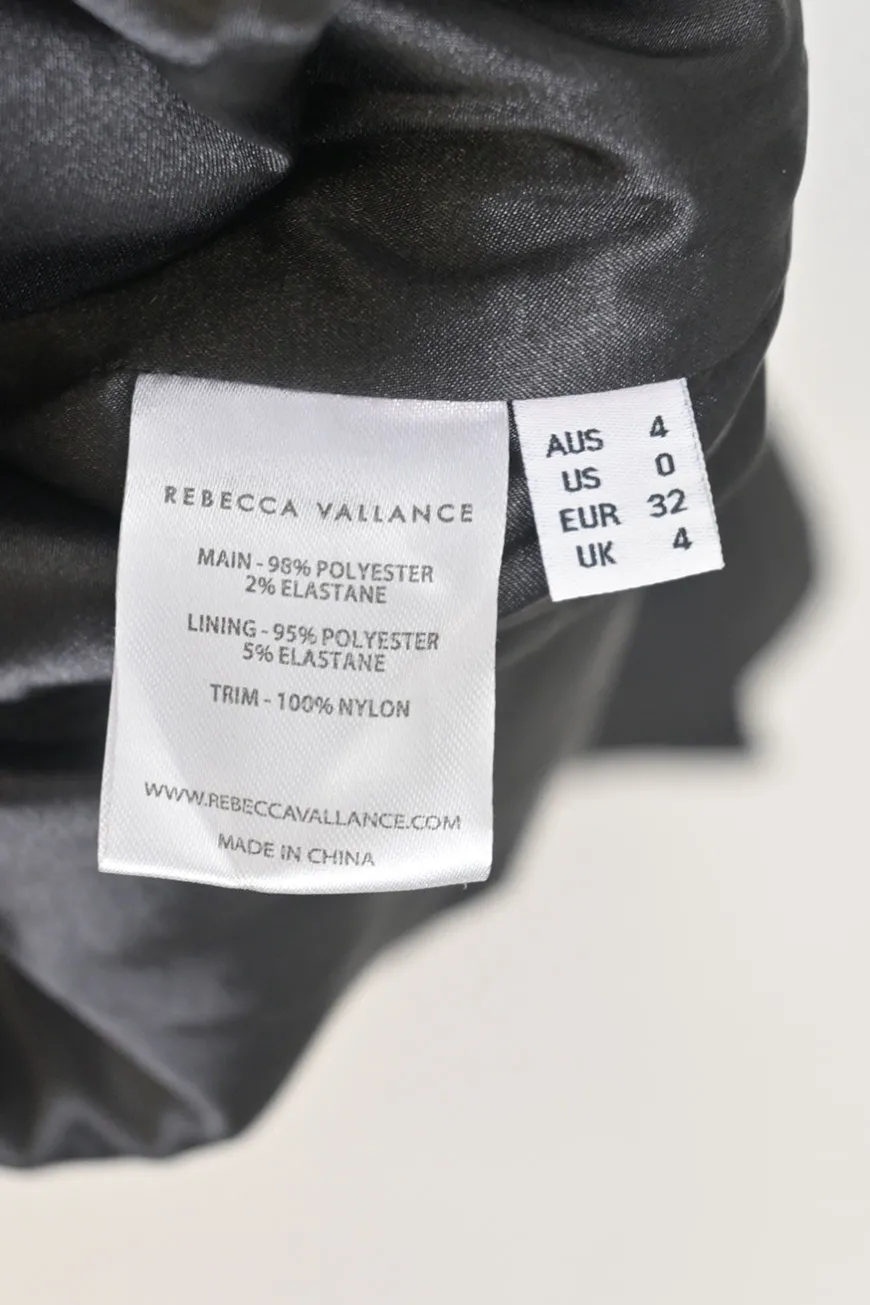 REBECCA VALLANCE
MAIN - 98% POLYESTER
2% ELASTANE
LINING - 95% POLYESTER
5% ELASTANE
TRIM - 100% NYLON
WWW.REBECCAVALLANCE.COM
MADE IN CHINA
AUS 4
US 0
EUR 32
UK 4